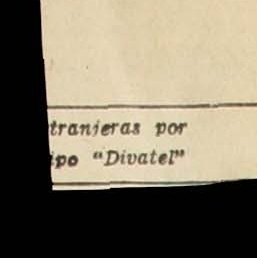 tranjeras por
ipo "Divatel"